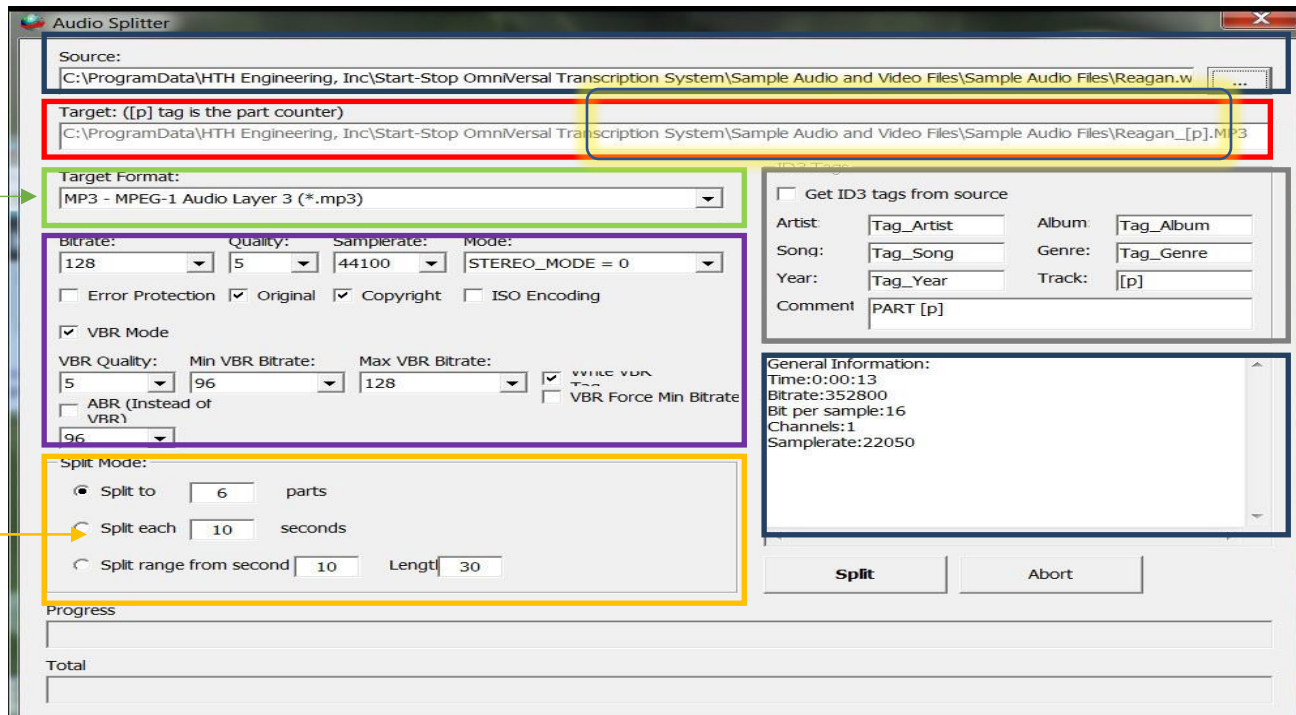 Audio Splitter
Source:
C:\ProgramData\HTH Engineering, Inc\Start-Stop OmniVersal Transcription System\Sample Audio and Video Files\Sample Audio Files\Reagan.w ...
Target: ([p] tag is the part counter)
C:\ProgramData\HTH Engineering, Inc\Start-Stop OmniVersal Transcription System\Sample Audio and Video Files\Sample Audio Files\Reagan_[p].MP3
Target Format:
MP3 - MPEG-1 Audio Layer 3 (*.mp3)
Bitrate: Quality: Samplerate: Mode:
128 5 44100 STEREO_MODE = 0
Error Protection Original Copyright ISO Encoding
VBR Mode
VBR Quality: Min VBR Bitrate: Max VBR Bitrate:
5 96 128 Write VBR
Tag
ABR (Instead of VBR Force Min Bitrate
VBR)
96
Split Mode:
Split to 6 parts
Split each 10 seconds
Split range from second 10 Lengtl 30
ID3 Tags
Get ID3 tags from source
Artist Tag_Artist Album Tag_Album
Song: Tag_Song Genre: Tag_Genre
Year: Tag_Year Track: [p]
Comment PART [p]
General Information:
Time:0:00:13
Bitrate:352800
Bit per sample:16
Channels:1
Samplerate:22050
Split Abort
Progress
Total